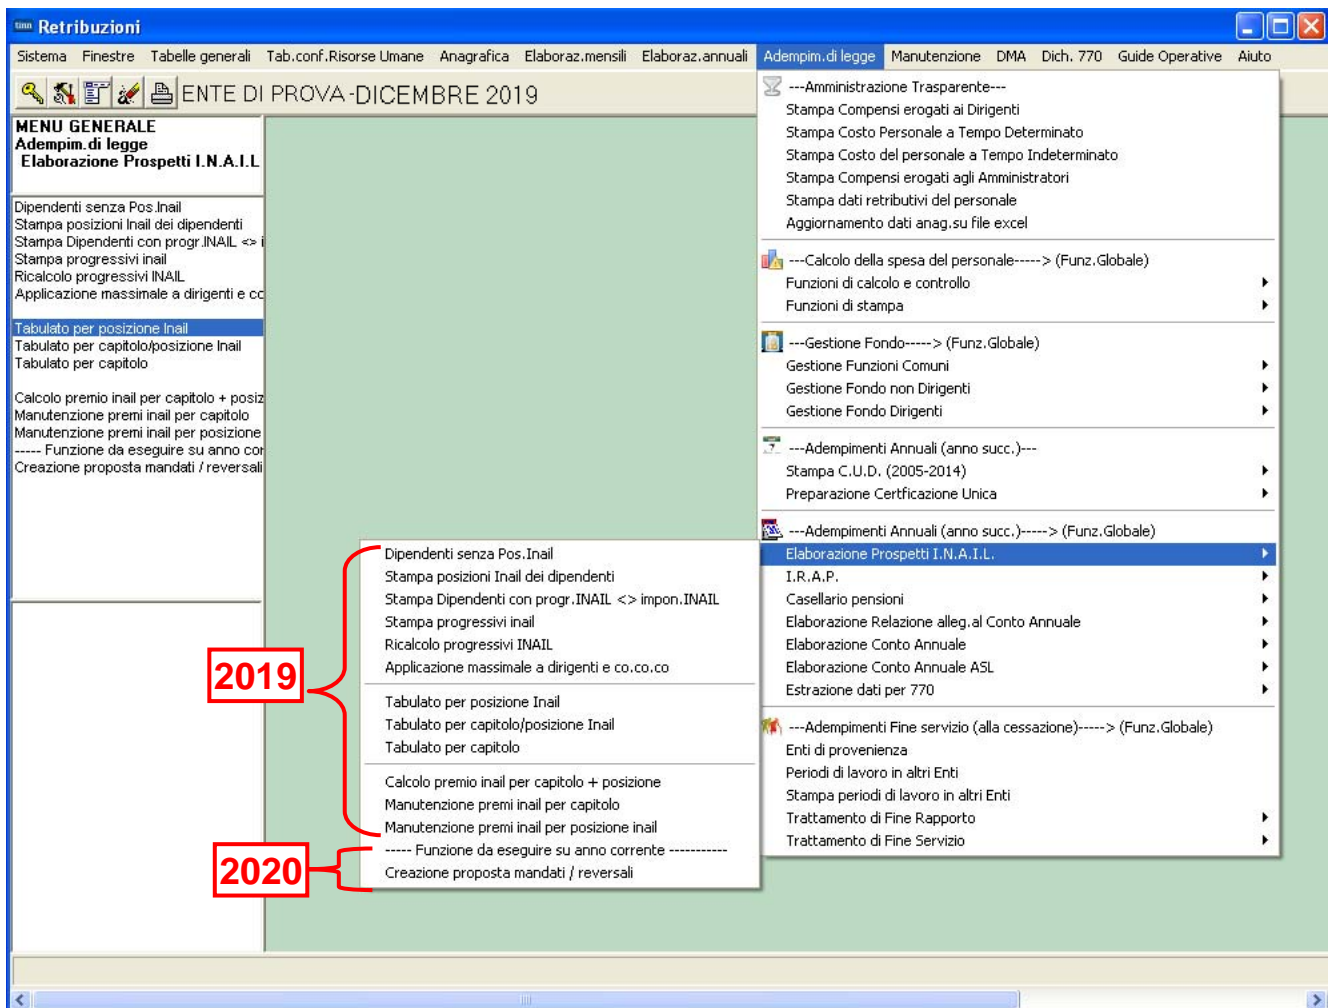 tinn Retribuzioni
Sistema Finestre Tabelle generali Tab.conf.Risorse Umane Anagrafica Elaboraz.mensili Elaboraz.annuali Adempim.di legge Manutenzione DMA Dich. 770 Guide Operative Aiuto
ENTE DI PROVA-DICEMBRE 2019
MENU GENERALE
Adempim.di legge
Elaborazione Prospetti I.N.A.I.L
Dipendenti senza Pos.Inail
Stampa posizioni Inail dei dipendenti
Stampa Dipendenti con progr.INAIL <> i
Stampa progressivi inail
Ricalcolo progressivi INAIL
Applicazione massimale a dirigenti e cc
Tabulato per posizione Inail
Tabulato per capitolo/posizione Inail
Tabulato per capitolo
Calcolo premio inail per capitolo + posiz
Manutenzione premi inail per capitolo
Manutenzione premi inail per posizione
----- Funzione da eseguire su anno cor
Creazione proposta mandati / reversali
---Amministrazione Trasparente---
Stampa Compensi erogati ai Dirigenti
Stampa Costo Personale a Tempo Determinato
Stampa Costo del personale a Tempo Indeterminato
Stampa Compensi erogati agli Amministratori
Stampa dati retributivi del personale
Aggiornamento dati anag.su file excel
---Calcolo della spesa del personale-----> (Funz.Globale)
Funzioni di calcolo e controllo
Funzioni di stampa
---Gestione Fondo-----> (Funz.Globale)
Gestione Funzioni Comuni
Gestione Fondo non Dirigenti
Gestione Fondo Dirigenti
---Adempimenti Annuali (anno succ.)---
Stampa C.U.D. (2005-2014)
Preparazione Certficazione Unica
---Adempimenti Annuali (anno succ.)-----> (Funz.Globale)
Elaborazione Prospetti I.N.A.I.L.
I.R.A.P.
Casellario pensioni
Elaborazione Relazione alleg.al Conto Annuale
Elaborazione Conto Annuale
Elaborazione Conto Annuale ASL
Estrazione dati per 770
---Adempimenti Fine servizio (alla cessazione)-----> (Funz.Globale)
Enti di provenienza
Periodi di lavoro in altri Enti
Stampa periodi di lavoro in altri Enti
Trattamento di Fine Rapporto
Trattamento di Fine Servizio
Dipendenti senza Pos.Inail
Stampa posizioni Inail dei dipendenti
Stampa Dipendenti con progr.INAIL <> impon.INAIL
Stampa progressivi inail
Ricalcolo progressivi INAIL
Applicazione massimale a dirigenti e co.co.co
Tabulato per posizione Inail
Tabulato per capitolo/posizione Inail
Tabulato per capitolo
Calcolo premio inail per capitolo + posizione
Manutenzione premi inail per capitolo
Manutenzione premi inail per posizione inail
----- Funzione da eseguire su anno corrente -----------
Creazione proposta mandati / reversali
2019
2020